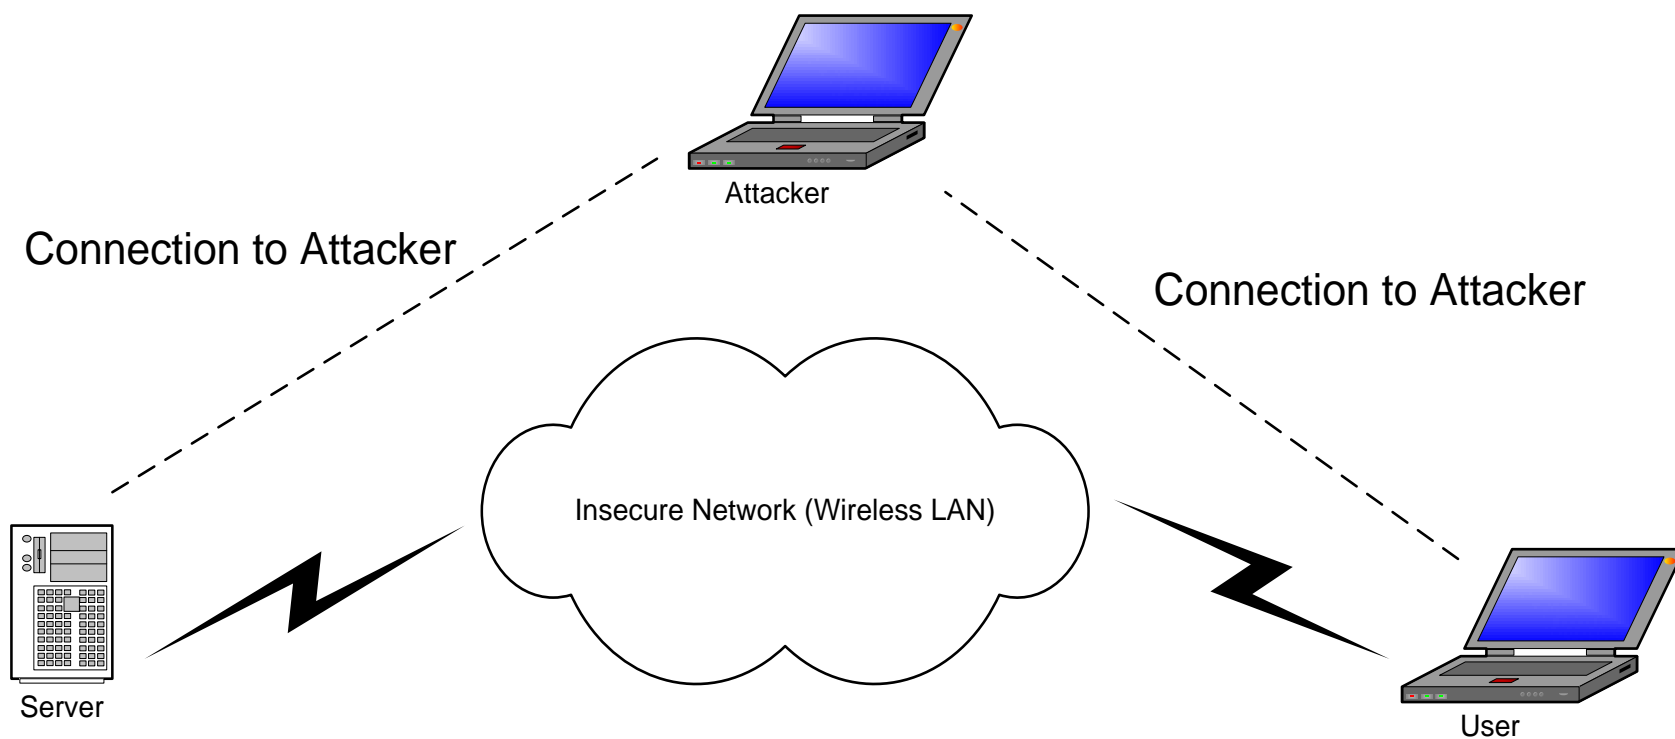 Attacker
Connection to Attacker
Connection to Attacker
Insecure Network (Wireless LAN)
Server
User